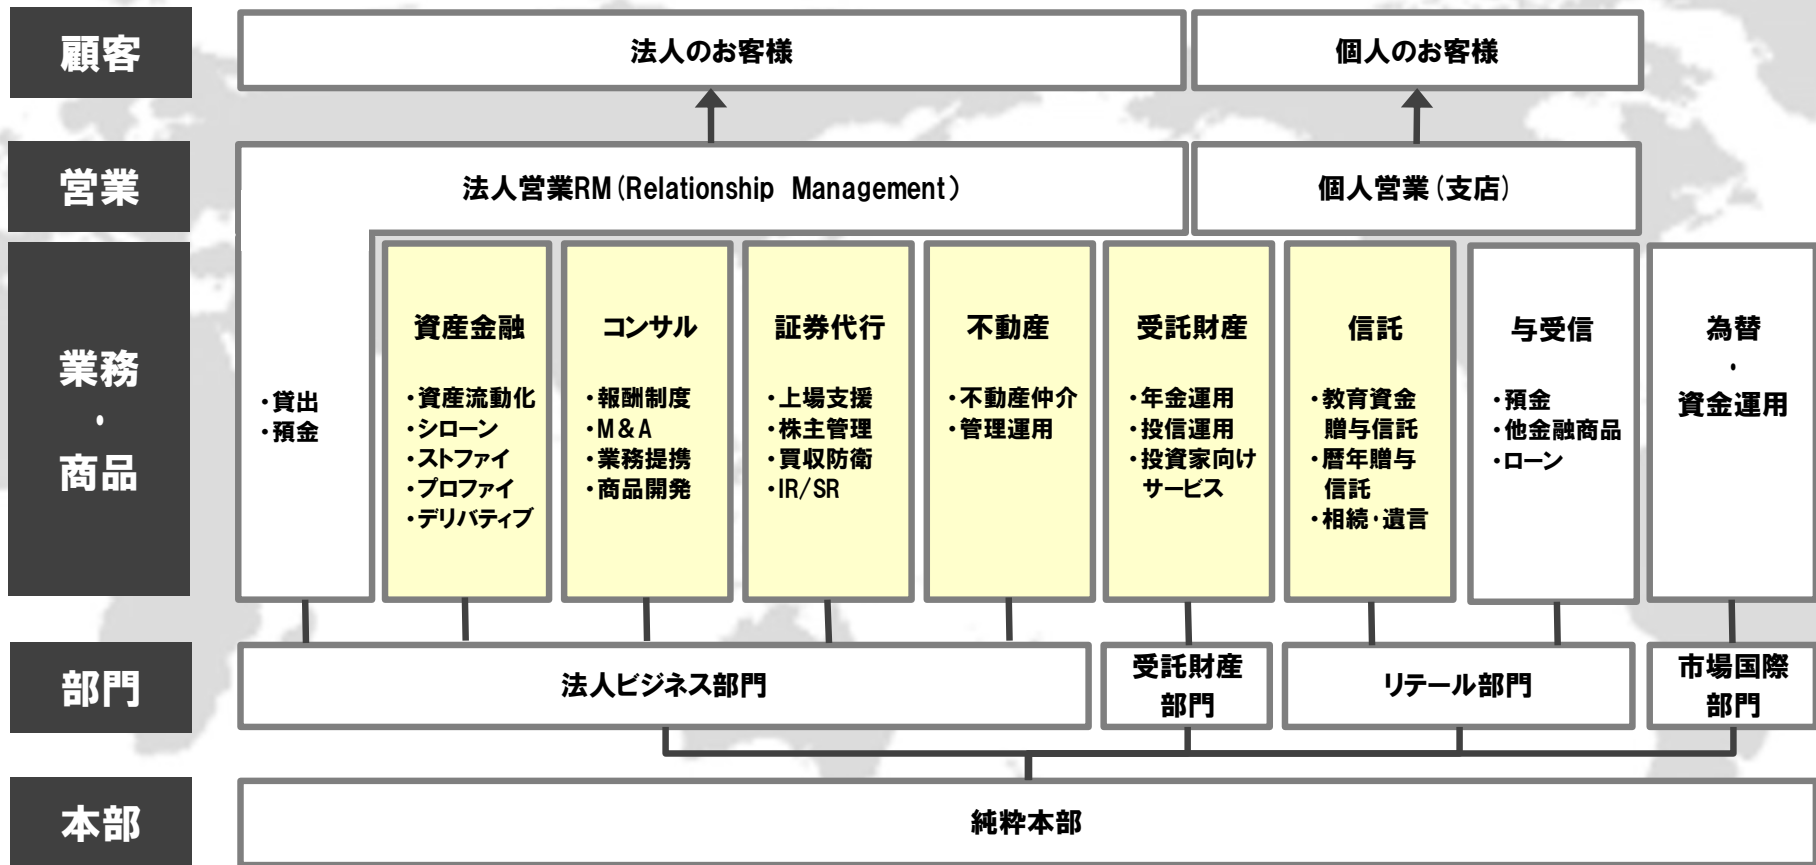 顧客
法人のお客様
個人のお客様
営業
法人営業RM(Relationship Management)
個人営業(支店)
業務
・
商品
・貸出
・預金
資産金融
・資産流動化
・シローン
・ストファイ
・プロファイ
・デリバティブ
コンサル
・報酬制度
・M&A
・業務提携
・商品開発
証券代行
・上場支援
・株主管理
・買収防衛
・IR/SR
不動産
・不動産仲介
・管理運用
受託財産
・年金運用
・投信運用
・投資家向け
サービス
信託
・教育資金
贈与信託
・暦年贈与
信託
・相続・遺言
与受信
・預金
・他金融商品
・ローン
為替
・
資金運用
部門
法人ビジネス部門
受託財産
部門
リテール部門
市場国際
部門
本部
純粋本部